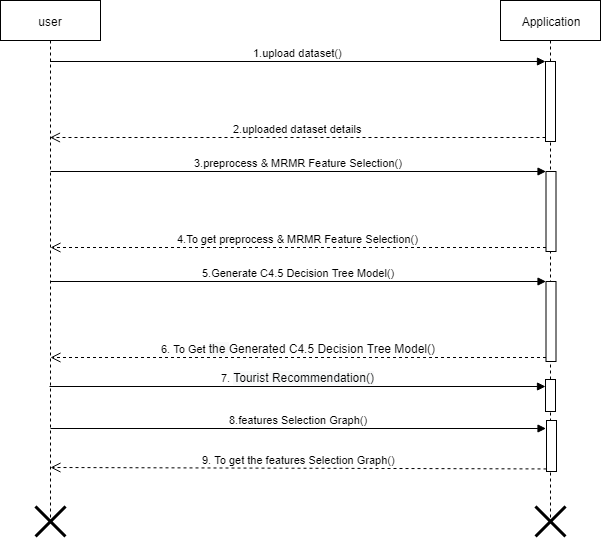 user
Application
1.upload dataset()
2.uploaded dataset details
3.preprocess & MRMR Feature Selection()
4.To get preprocess & MRMR Feature Selection()
5.Generate C4.5 Decision Tree Model()
6. To Get the Generated C4.5 Decision Tree Model()
7. Tourist Recommendation()
8.features Selection Graph()
9. To get the features Selection Graph()